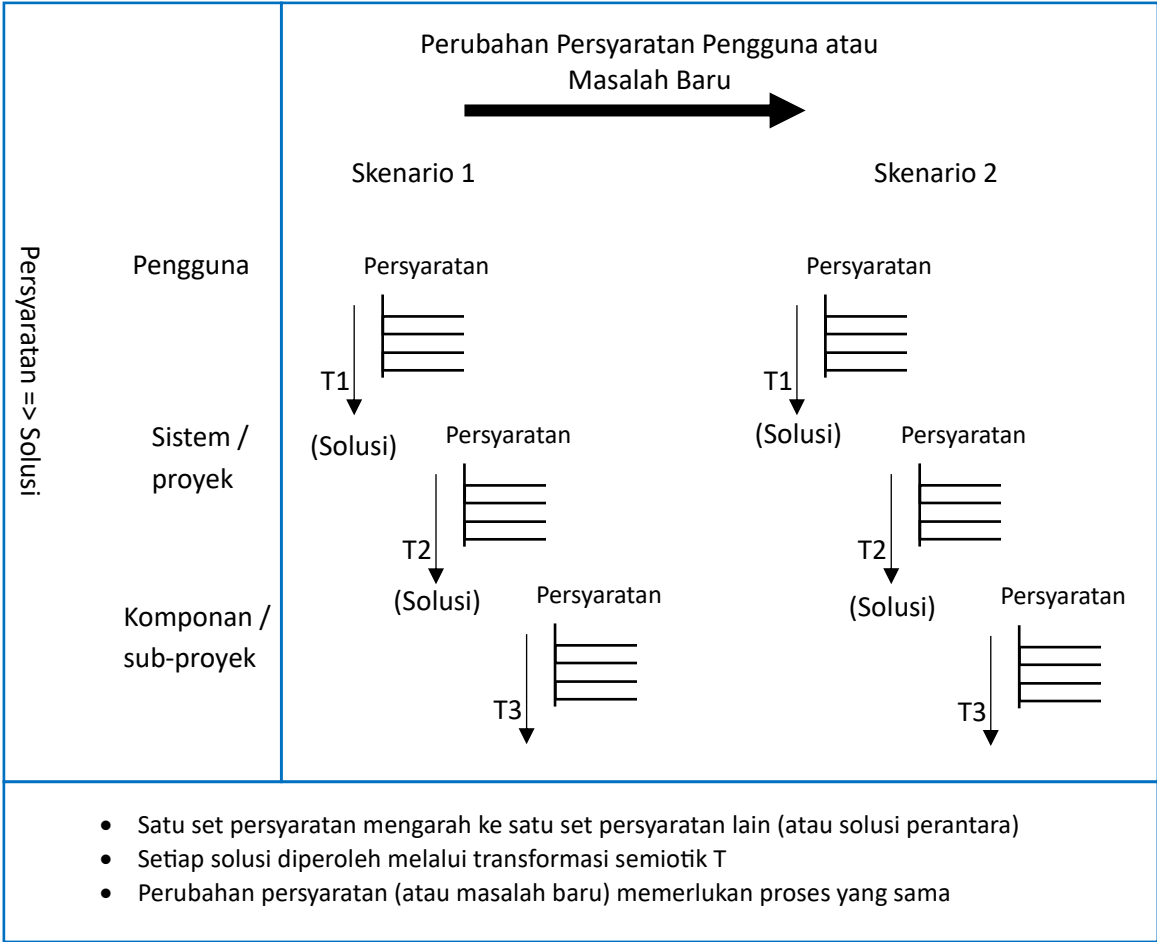 Perubahan Persyaratan Pengguna atau
Masalah Baru
Skenario 1
Skenario 2
Persyaratan => Solusi
Pengguna
Persyaratan
Persyaratan
T1
T1
Sistem /
proyek
(Solusi)
Persyaratan
(Solusi)
Persyaratan
T2
T2
Komponan /
sub-proyek
(Solusi)
Persyaratan
(Solusi)
Persyaratan
T3
T3
• Satu set persyaratan mengarah ke satu set persyaratan lain (atau solusi perantara)
• Setiap solusi diperoleh melalui transformasi semiotik T
• Perubahan persyaratan (atau masalah baru) memerlukan proses yang sama